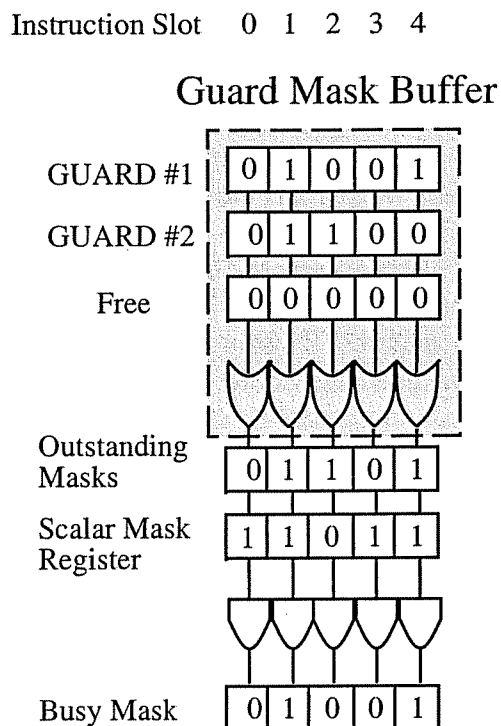 Instruction Slot 0 1 2 3 4
Guard Mask Buffer
GUARD #1 0 1 0 0 1
GUARD #2 0 1 1 0 0
Free 0 0 0 0 0
Outstanding
Masks 0 1 1 0 1
Scalar Mask
Register 1 1 0 1 1
Busy Mask 0 1 0 0 1